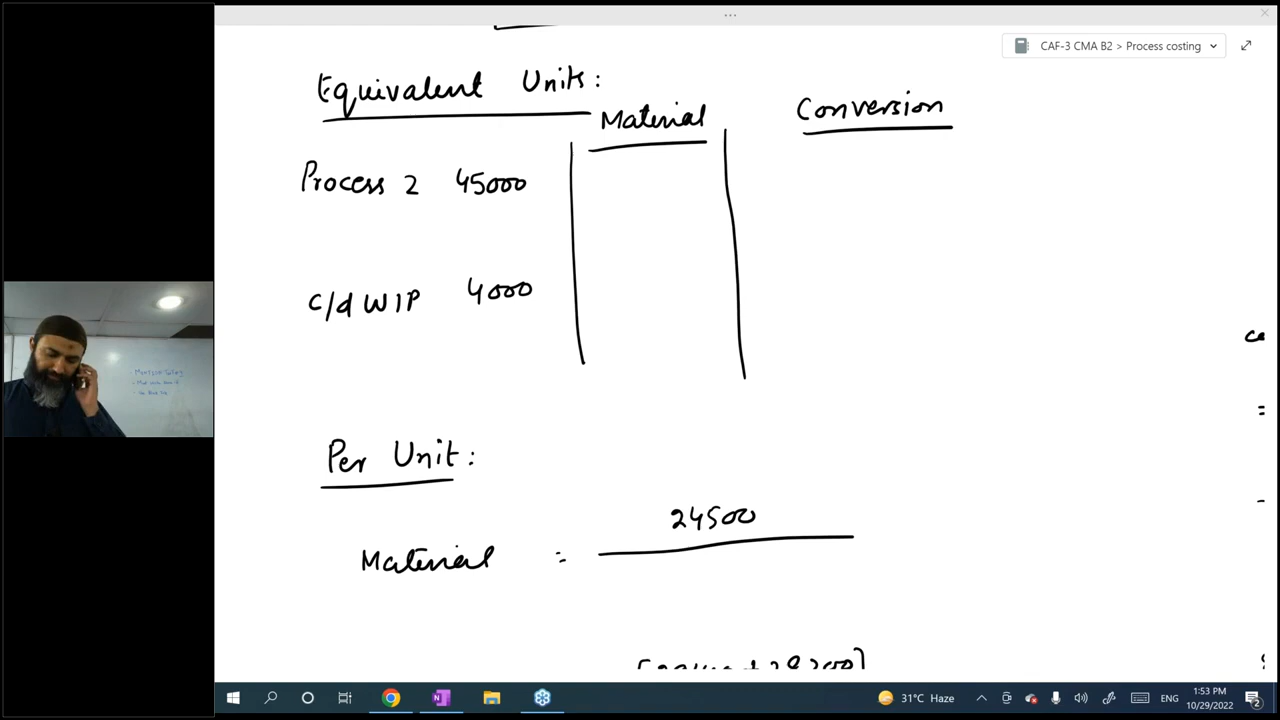 CAF-3 CMA B2 > Process costing
Equivalent Units:
Material
Conversion
Process 2 45000
c/d WIP 4000
Per Unit:
24500
Material =
31°C Haze
ENG
1:53 PM
10/29/2022
2